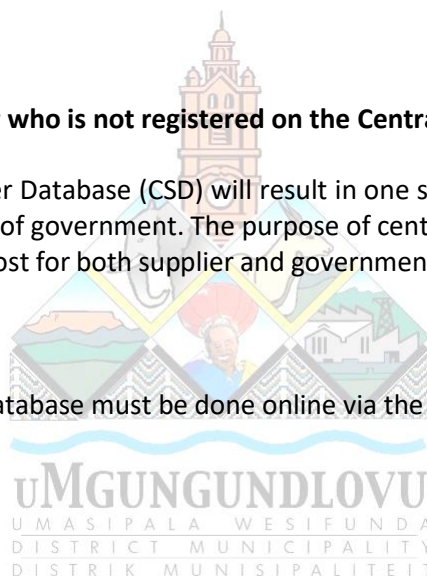 who is not registered on the Centra
er Database (CSD) will result in one s
of government. The purpose of cent
ost for both supplier and governmen
atabase must be done online via the
uMGUNGUNDLOVU
UMASIPALA WESIFUNDA
DISTRICT MUNICIPALITY
DISTRIK MUNISIPALITEIT